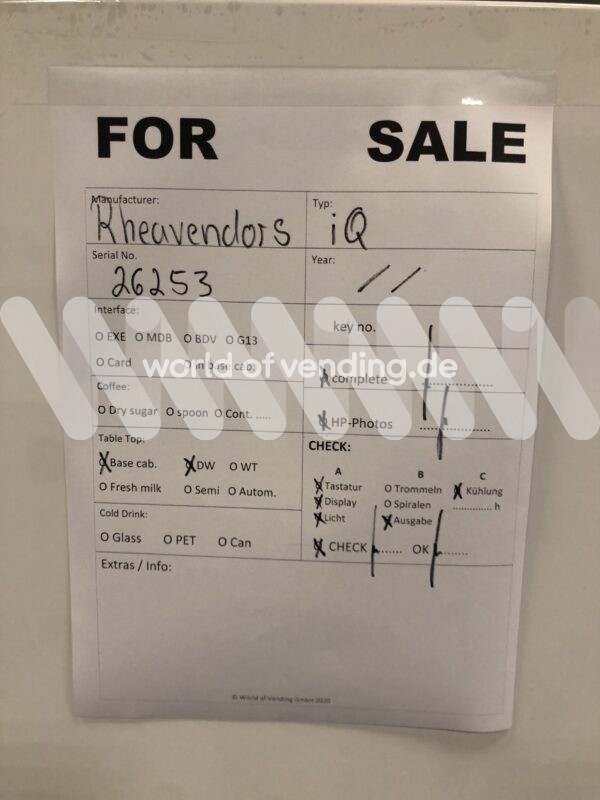 FOR SALE
Manufacturer: Typ:
Rheavendors iQ
Serial No. Year:
26253 //
Interface: key no.
O EXE O MDB O BDV O G13
O Card O in base cab.
world of vending.de
complete
Coffee:
O Dry sugar O spoon O Cont. .....
HP-Photos
Table Top: CHECK:
X Base cab. X DW O WT
O Fresh milk O Semi O Autom.
A B C
X Tastatur O Trommeln X Kühlung
X Display O Spiralen .............. h
X Licht X Ausgabe
Cold Drink:
O Glass O PET O Can
X CHECK ........ OK ........
Extras / Info:
© World of Vending GmbH 2020